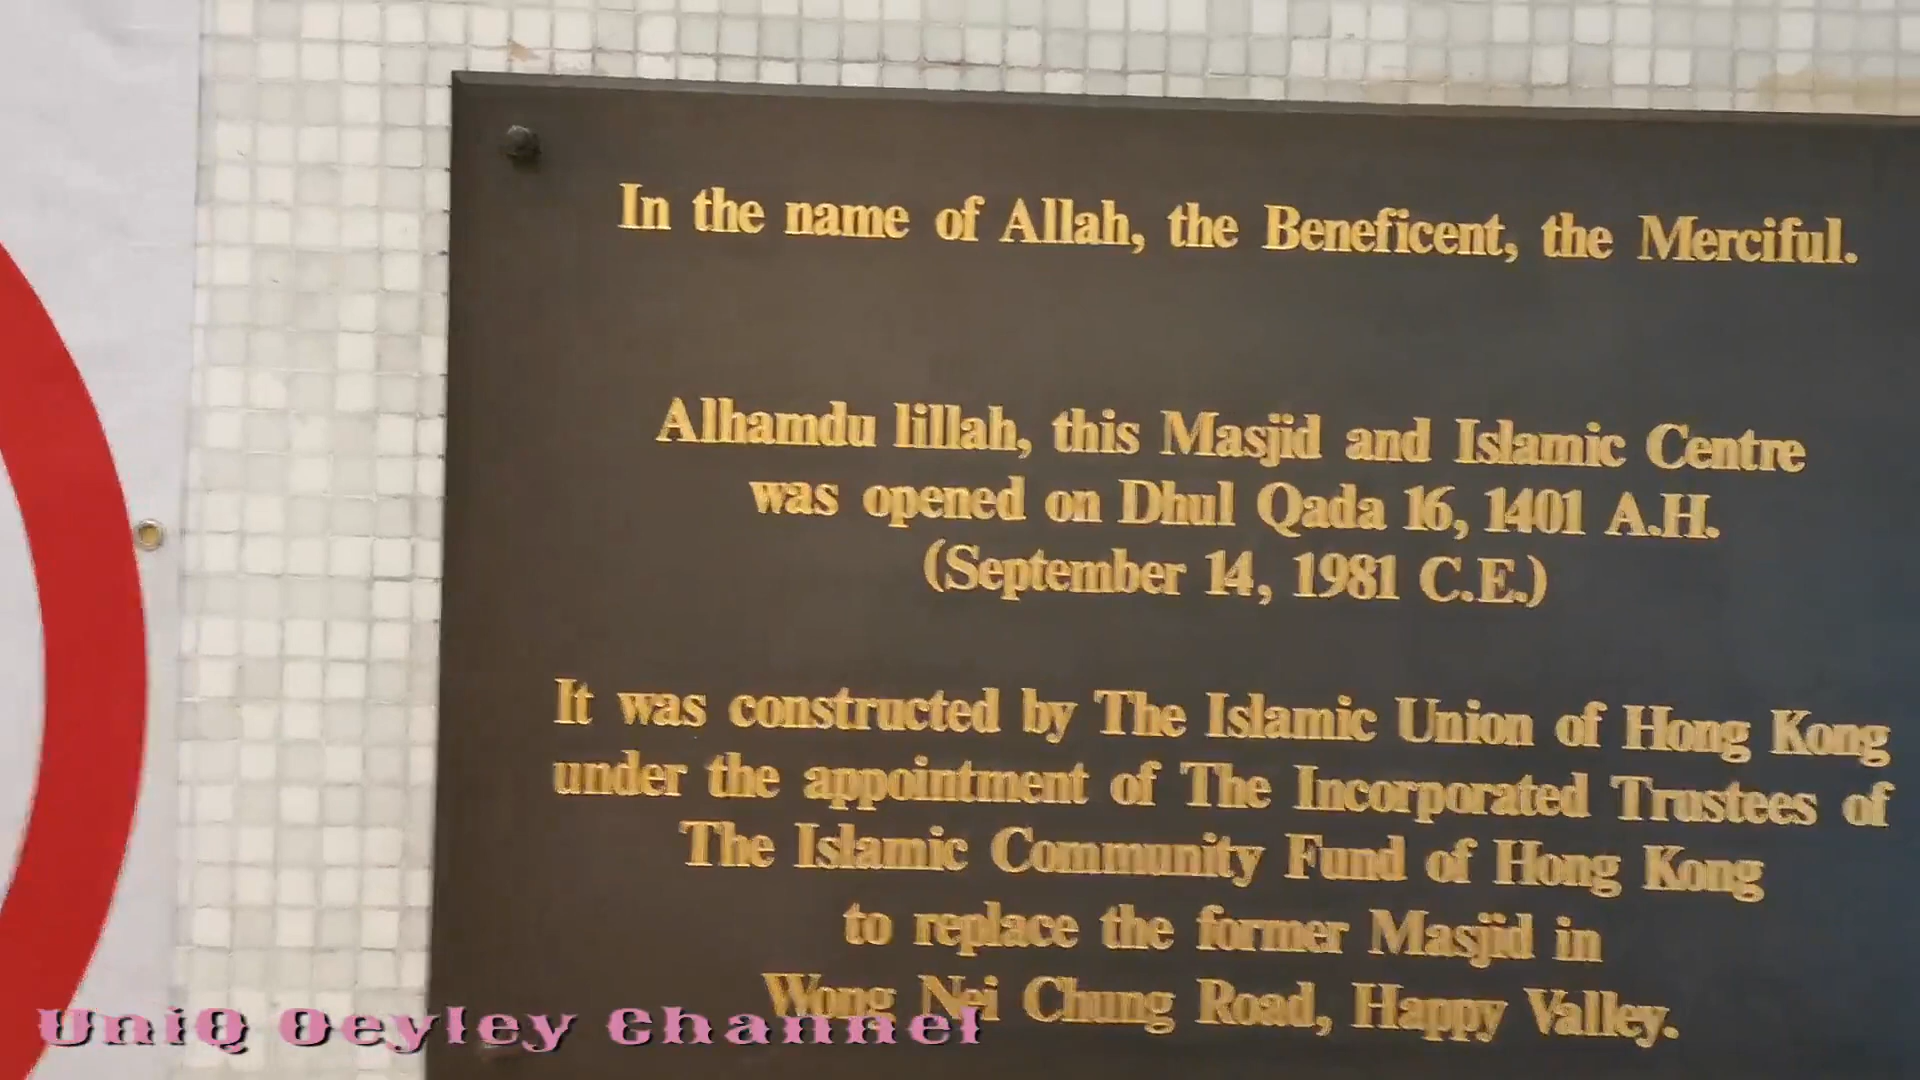 In the name of Allah, the Beneficent, the Merciful.
Alhamdu lillah, this Masjid and Islamic Centre
was opened on Dhul Qada 16, 1401 A.H.
(September 14, 1981 C.E.)
It was constructed by The Islamic Union of Hong Kong
under the appointment of The Incorporated Trustees of
The Islamic Community Fund of Hong Kong
to replace the former Masjid in
Wong Nei Chung Road, Happy Valley.
UniQ Oeyley Channel